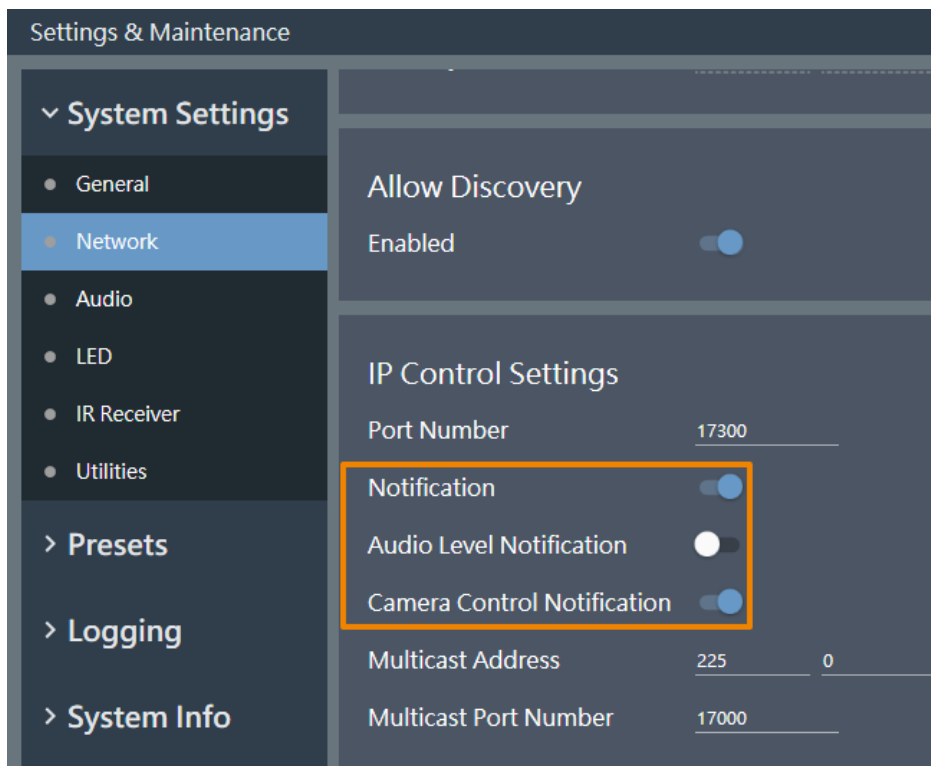 Settings & Maintenance
System Settings
General
Network
Audio
LED
IR Receiver
Utilities
Presets
Logging
System Info
Allow Discovery
Enabled
IP Control Settings
Port Number 17300
Notification
Audio Level Notification
Camera Control Notification
Multicast Address 225 0
Multicast Port Number 17000